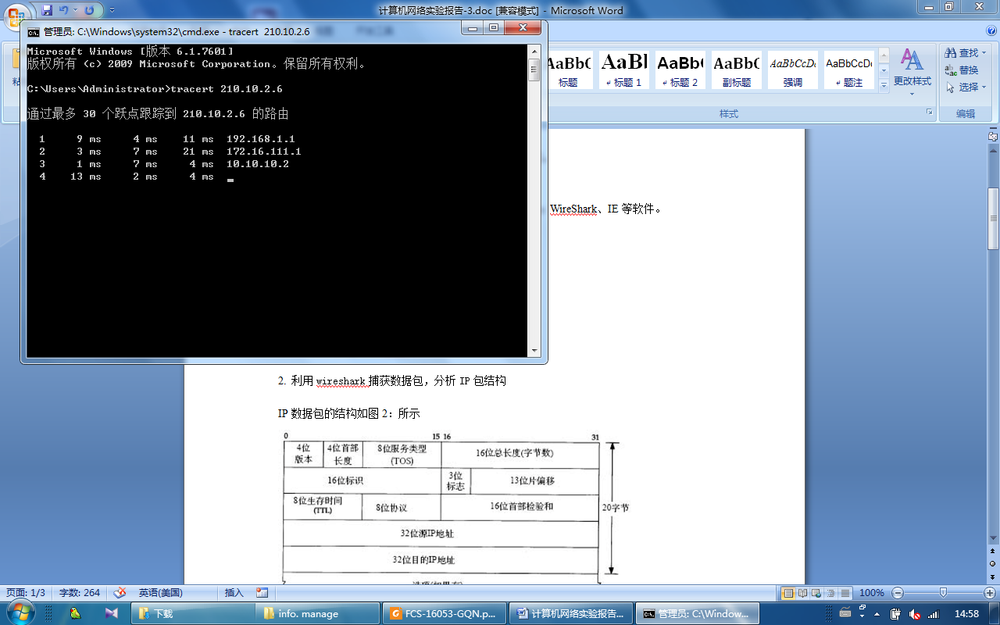 计算机网络实验报告-3.doc [兼容模式] - Microsoft Word
管理员: C:\Windows\system32\cmd.exe - tracert 210.10.2.6
Microsoft Windows [版本 6.1.7601]
版权所有 (c) 2009 Microsoft Corporation。保留所有权利。
C:\Users\Administrator>tracert 210.10.2.6
通过最多 30 个跃点跟踪到 210.10.2.6 的路由
1 9 ms 4 ms 11 ms 192.168.1.1
2 3 ms 7 ms 21 ms 172.16.111.1
3 1 ms 7 ms 4 ms 10.10.10.2
4 13 ms 2 ms 4 ms
AaBbC AaBl AaBb( AaBb( AaBbCcDc AaBbCcDc
标题 ↲ 标题 1 ↲ 标题 2 副标题 强调 ↲ 题注
更改样式
样式
查找
替换
选择
编辑
WireShark、IE 等软件。
2. 利用 wireshark 捕获数据包，分析 IP 包结构
IP 数据包的结构如图 2：所示
0 15 16 31
4位版本 4位首部长度 8位服务类型(TOS) 16位总长度(字节数)
16位标识 3位标志 13位片偏移
8位生存时间(TTL) 8位协议 16位首部检验和
20字节
32位源IP地址
32位目的IP地址
页面: 1/3 字数: 264 英语(美国) 插入 100%
下载 info. manage FCS-16053-GQN.p... 计算机网络实验报告... 管理员: C:\Window... 14:58